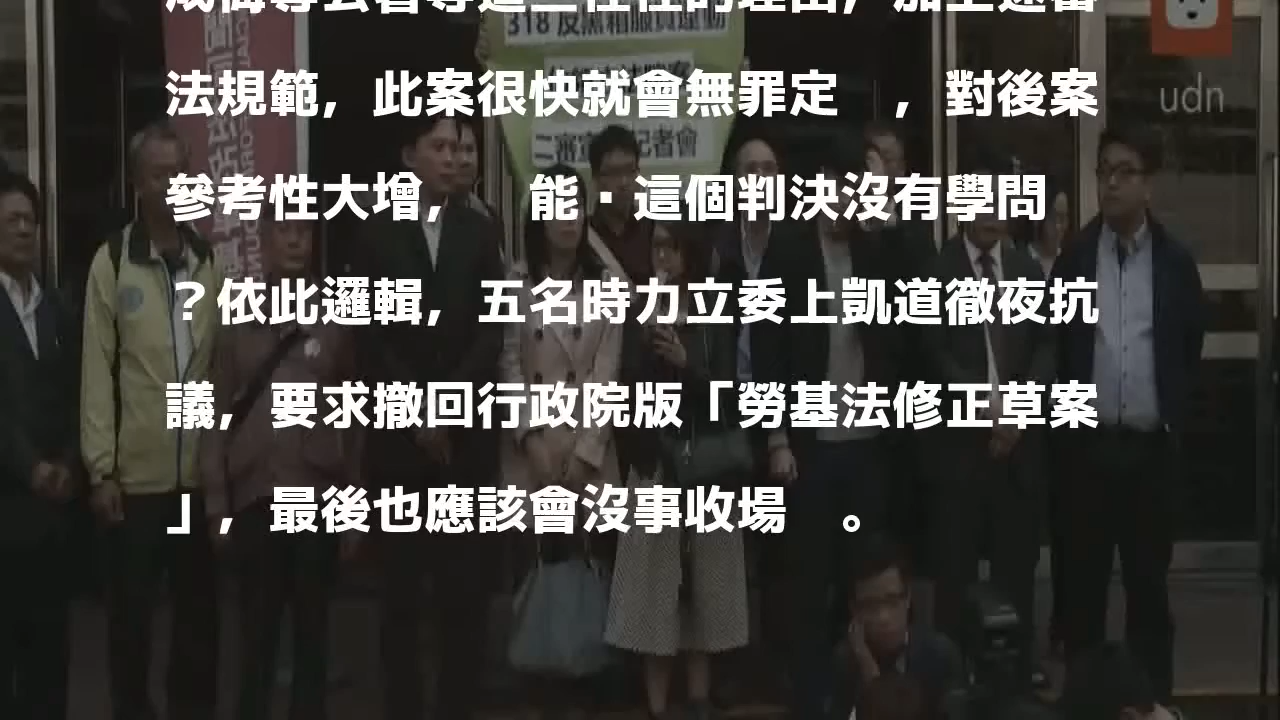 法規範，此案很快就會無罪定　，對後案
參考性大增，　能．這個判決沒有學問
？依此邏輯，五名時力立委上凱道徹夜抗
議，要求撤回行政院版「勞基法修正草案
」，最後也應該會沒事收場　。
318 反黑箱服貿運動
二審宣 記者會
udn